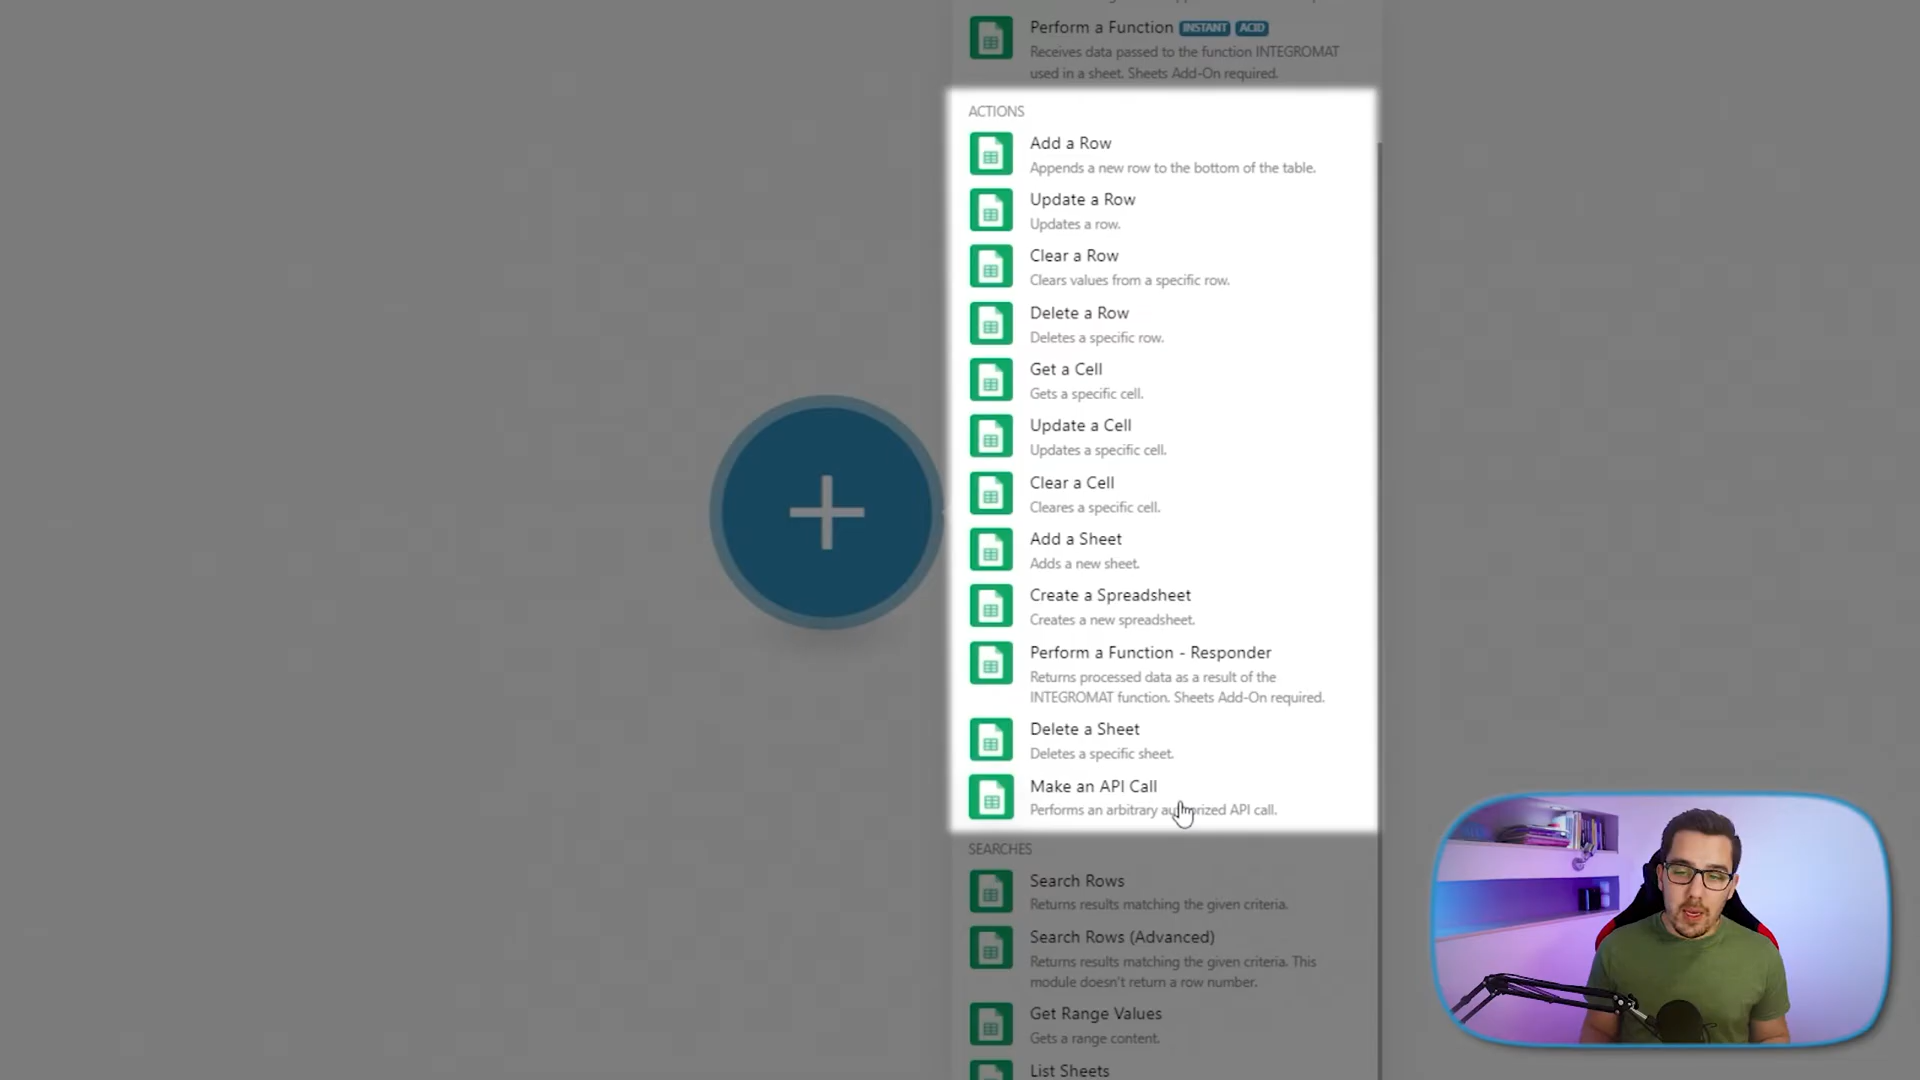 Perform a Function INSTANT ACID
Receives data passed to the function INTEGROMAT
used in a sheet. Sheets Add-On required.
ACTIONS
Add a Row
Appends a new row to the bottom of the table.
Update a Row
Updates a row.
Clear a Row
Clears values from a specific row.
Delete a Row
Deletes a specific row.
Get a Cell
Gets a specific cell.
Update a Cell
Updates a specific cell.
Clear a Cell
Cleares a specific cell.
Add a Sheet
Adds a new sheet.
Create a Spreadsheet
Creates a new spreadsheet.
Perform a Function - Responder
Returns processed data as a result of the
INTEGROMAT function. Sheets Add-On required.
Delete a Sheet
Deletes a specific sheet.
Make an API Call
Performs an arbitrary authorized API call.
SEARCHES
Search Rows
Returns results matching the given criteria.
Search Rows (Advanced)
Returns results matching the given criteria. This
module doesn't return a row number.
Get Range Values
Gets a range content.
List Sheets